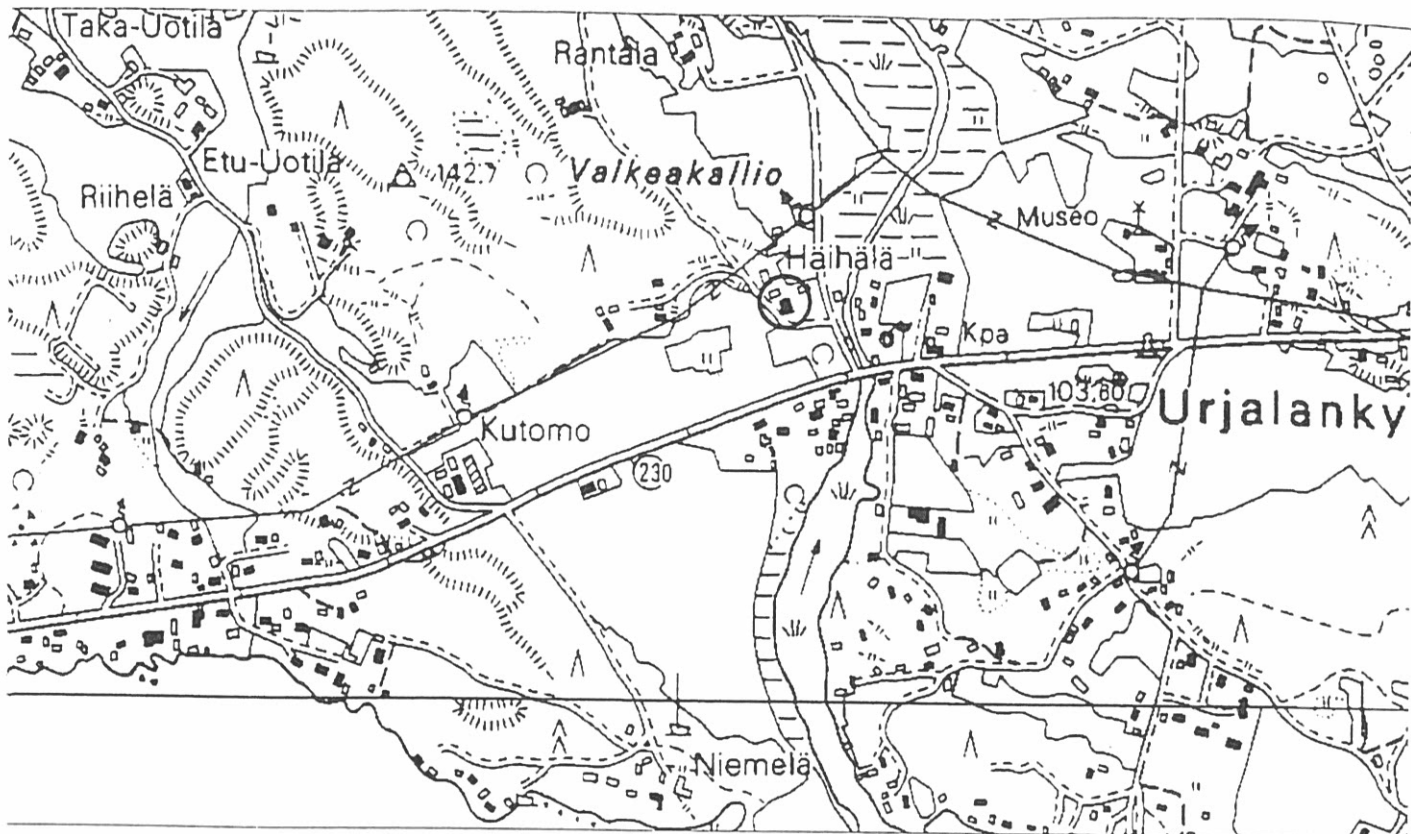 Taka-Uotila
Rantala
Etu-Uotila
142.7
Valkeakallio
Riihelä
Museo
Häihälä
Kpa
103.60
Urjalanky
Kutomo
230
Niemelä